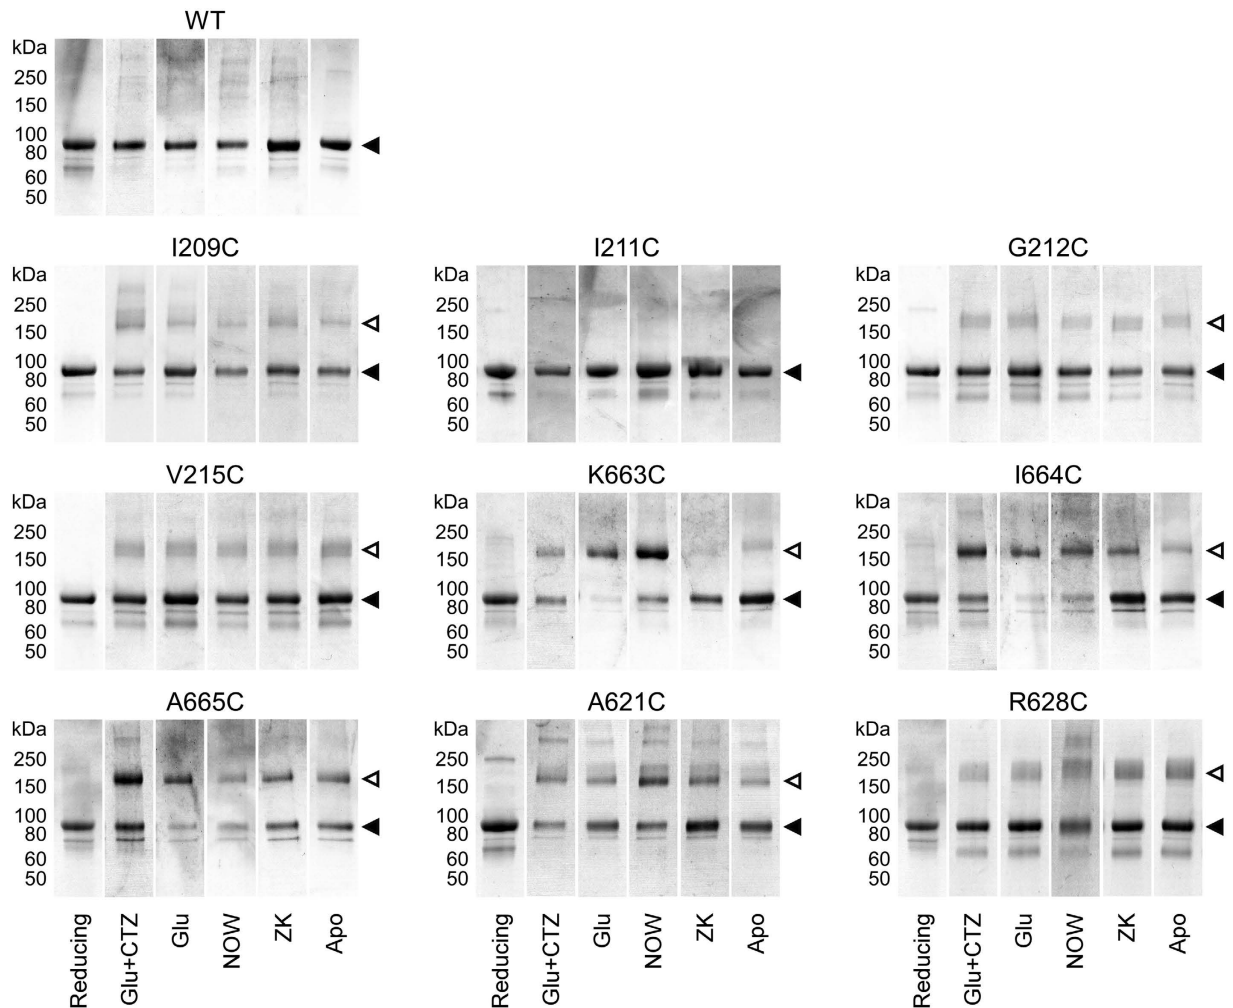 WT
kDa
250
150
100
80
60
50
I209C
I211C
G212C
kDa
250
150
100
80
60
50
kDa
250
150
100
80
60
50
kDa
250
150
100
80
60
50
V215C
K663C
I664C
kDa
250
150
100
80
60
50
kDa
250
150
100
80
60
50
kDa
250
150
100
80
60
50
A665C
A621C
R628C
kDa
250
150
100
80
60
50
kDa
250
150
100
80
60
50
kDa
250
150
100
80
60
50
Reducing
Glu+CTZ
Glu
NOW
ZK
Apo
Reducing
Glu+CTZ
Glu
NOW
ZK
Apo
Reducing
Glu+CTZ
Glu
NOW
ZK
Apo